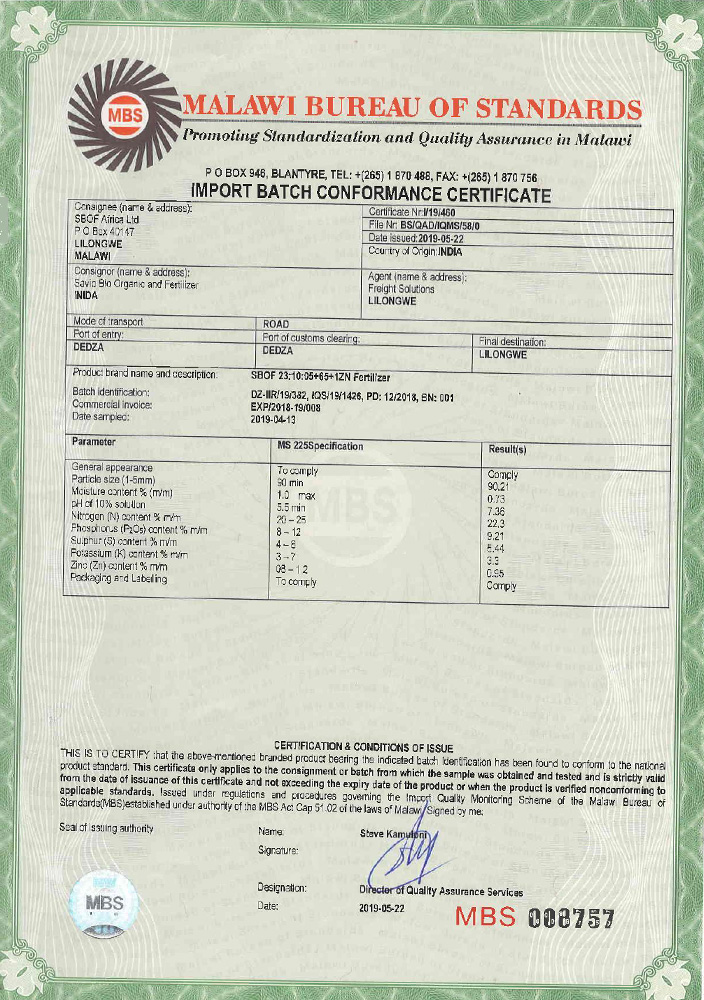 MBS
MALAWI BUREAU OF STANDARDS
Promoting Standardization and Quality Assurance in Malawi
P O BOX 946, BLANTYRE, TEL: +(265) 1 870 488, FAX: +(265) 1 870 756
IMPORT BATCH CONFORMANCE CERTIFICATE
Consignee (name & address):
SBOF Africa Ltd
P O Box 40147
LILONGWE
MALAWI
Certificate Nr:I/19/460
File Nr: BS/QAD/IQMS/58/0
Date issued:2019-05-22
Country of Origin:INDIA
Consignor (name & address):
Savio Bio Organic and Fertilizer
INIDA
Agent (name & address):
Freight Solutions
LILONGWE
Mode of transport
ROAD
Port of entry:
DEDZA
Port of customs clearing:
DEDZA
Final destination:
LILONGWE
Product brand name and description:
SBOF 23:10:05+6S+1ZN Fertilizer
Batch identification:
DZ-IIR/19/382, IQS/19/1426, PD: 12/2018, BN: 001
Commercial Invoice:
EXP/2018-19/008
Date sampled:
2019-04-13
Parameter MS 225Specification Result(s)
General appearance To comply Comply
Particle size (1-5mm) 90 min 90.21
Moisture content % (m/m) 1.0 max 0.73
pH of 10% solution 5.5 min 7.36
Nitrogen (N) content % m/m 20 – 25 22.3
Phosphorus (P₂O₅) content % m/m 8 – 12 9.21
Sulphur (S) content % m/m 4 – 6 5.44
Potassium (K) content % m/m 3 – 7 3.3
Zinc (Zn) content % m/m 08 – 1.2 0.95
Packaging and Labelling To comply Comply
MBS
CERTIFICATION & CONDITIONS OF ISSUE
THIS IS TO CERTIFY that the above-mentioned branded product bearing the indicated batch identification has been found to conform to the national
product standard. This certificate only applies to the consignment or batch from which the sample was obtained and tested and is strictly valid
from the date of issuance of this certificate and not exceeding the expiry date of the product or when the product is verified nonconforming to
applicable standards. Issued under regulations and procedures governing the Import Quality Monitoring Scheme of the Malawi Bureau of
Standards(MBS)established under authority of the MBS Act Cap 51.02 of the laws of Malawi Signed by me:
Seal of issuing authority
Name: Steve Kamuloni
Signature:
Designation: Director of Quality Assurance Services
Date: 2019-05-22
MBS
MBS 008757